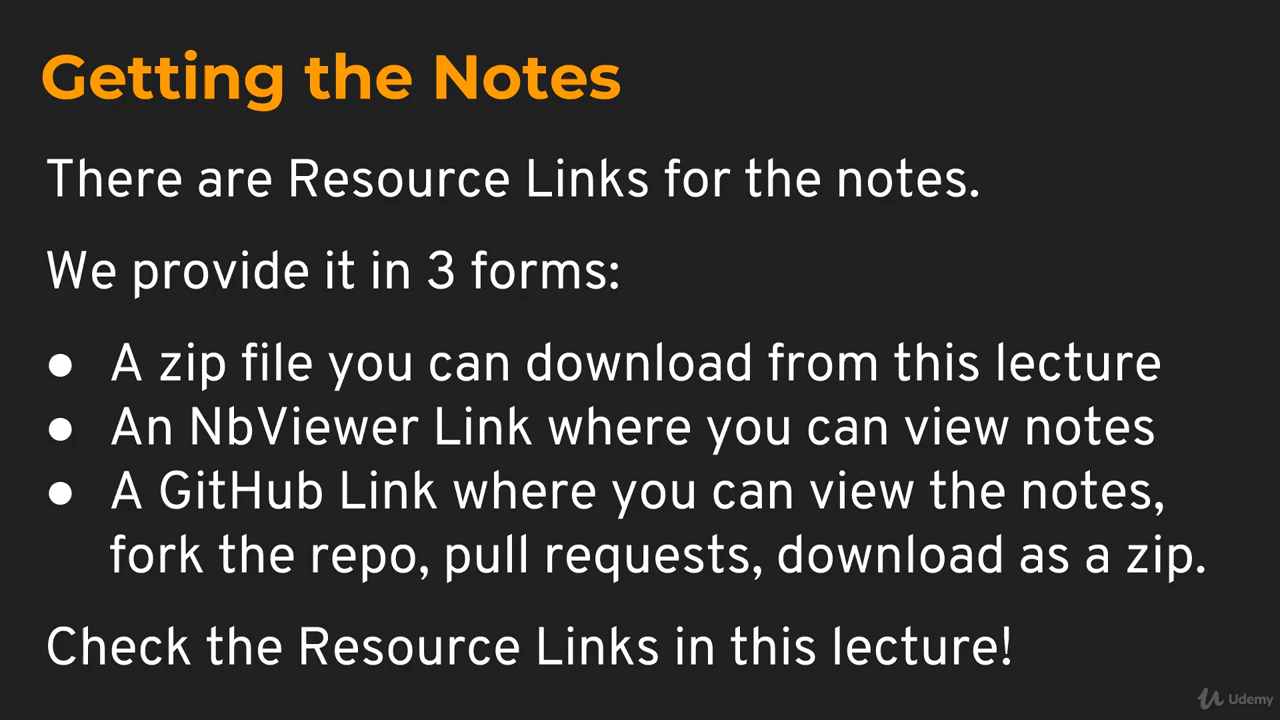 Getting the Notes
There are Resource Links for the notes.
We provide it in 3 forms:
● A zip file you can download from this lecture
● An NbViewer Link where you can view notes
● A GitHub Link where you can view the notes,
fork the repo, pull requests, download as a zip.
Check the Resource Links in this lecture!
Udemy